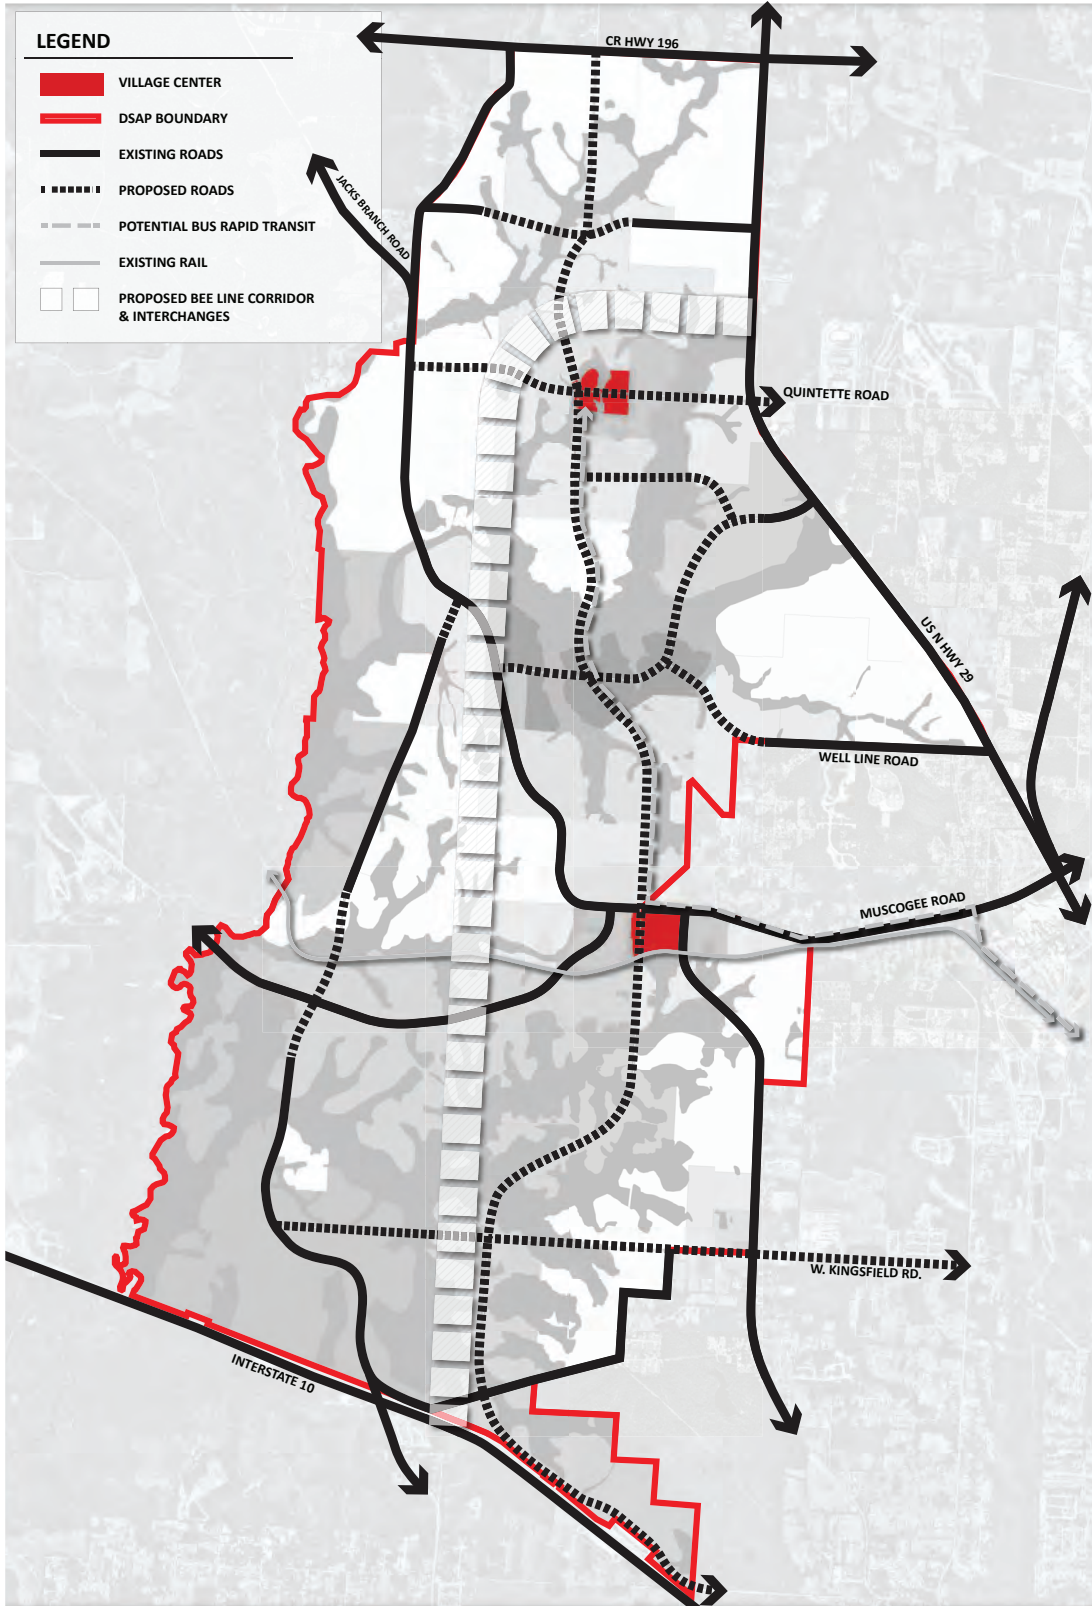 LEGEND
VILLAGE CENTER
DSAP BOUNDARY
EXISTING ROADS
PROPOSED ROADS
POTENTIAL BUS RAPID TRANSIT
EXISTING RAIL
PROPOSED BEE LINE CORRIDOR
& INTERCHANGES
CR HWY 196
JACKS BRANCH ROAD
QUINTETTE ROAD
US N HWY 29
WELL LINE ROAD
MUSCOGEE ROAD
W. KINGSFIELD RD.
INTERSTATE 10